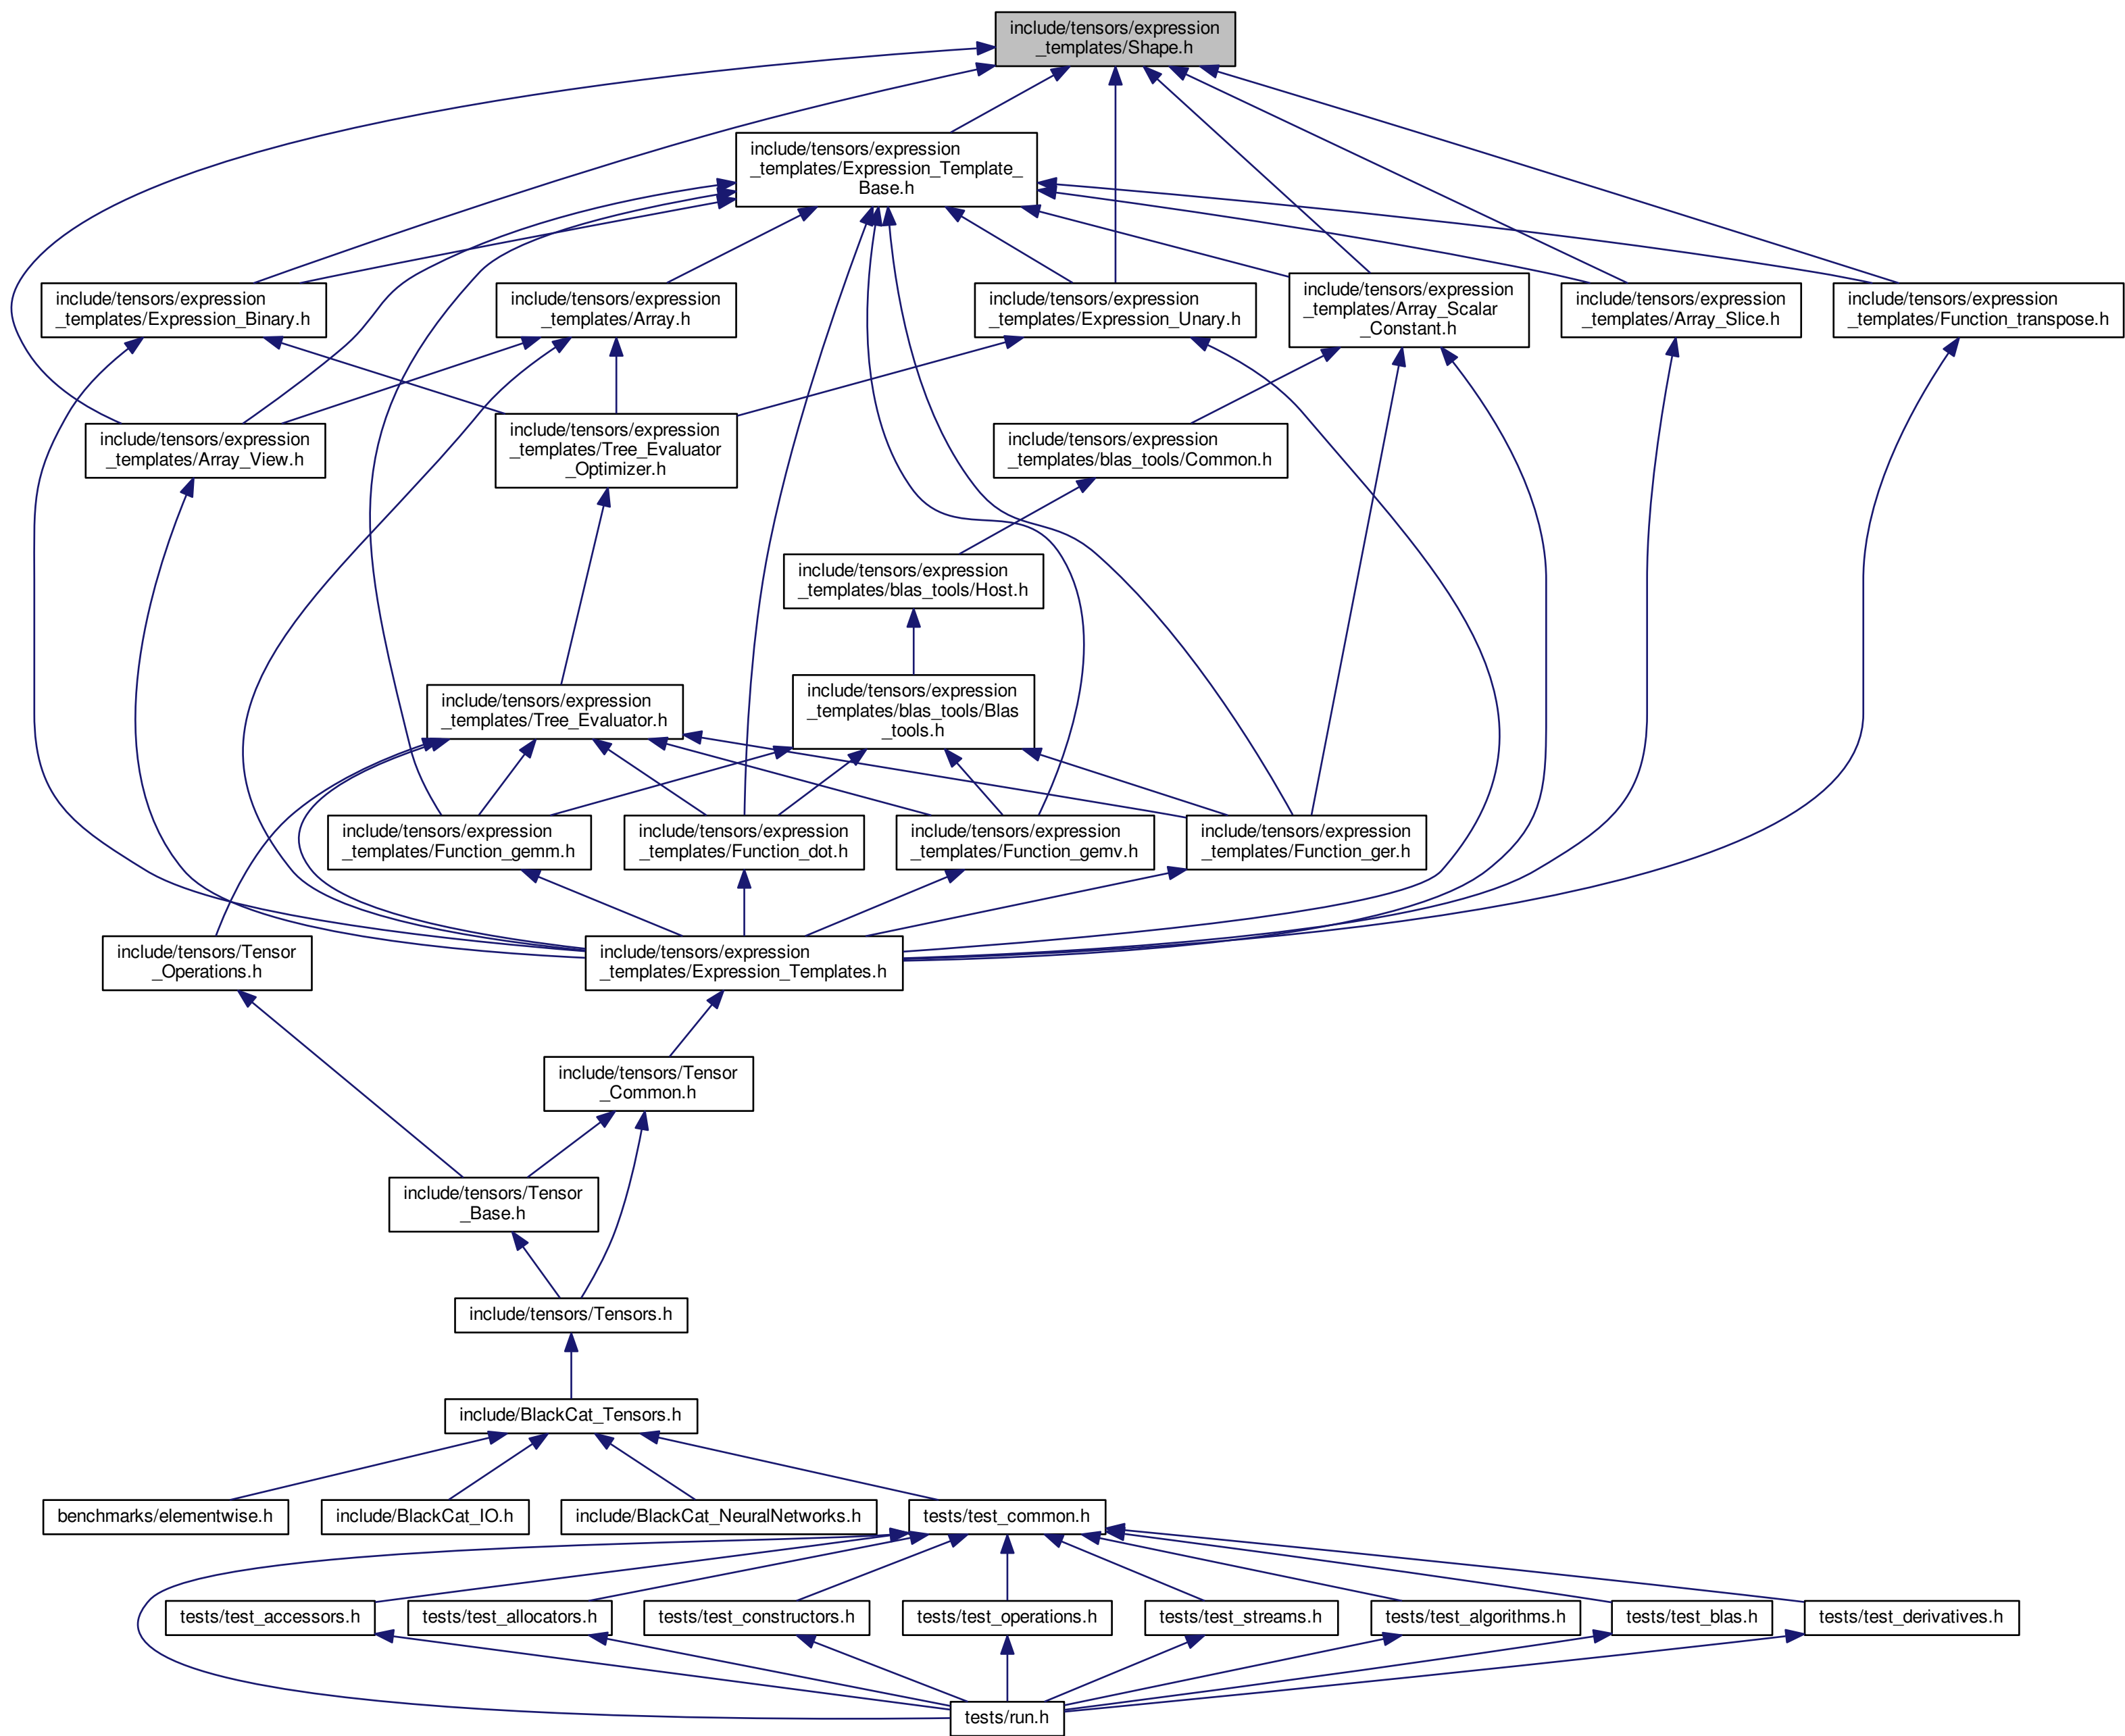 include/tensors/expression
_templates/Shape.h
include/tensors/expression
_templates/Expression_Template_
Base.h
include/tensors/expression
_templates/Expression_Binary.h
include/tensors/expression
_templates/Array.h
include/tensors/expression
_templates/Expression_Unary.h
include/tensors/expression
_templates/Array_Scalar
_Constant.h
include/tensors/expression
_templates/Array_Slice.h
include/tensors/expression
_templates/Function_transpose.h
include/tensors/expression
_templates/Array_View.h
include/tensors/expression
_templates/Tree_Evaluator
_Optimizer.h
include/tensors/expression
_templates/blas_tools/Common.h
include/tensors/expression
_templates/blas_tools/Host.h
include/tensors/expression
_templates/Tree_Evaluator.h
include/tensors/expression
_templates/blas_tools/Blas
_tools.h
include/tensors/expression
_templates/Function_gemm.h
include/tensors/expression
_templates/Function_dot.h
include/tensors/expression
_templates/Function_gemv.h
include/tensors/expression
_templates/Function_ger.h
include/tensors/Tensor
_Operations.h
include/tensors/expression
_templates/Expression_Templates.h
include/tensors/Tensor
_Common.h
include/tensors/Tensor
_Base.h
include/tensors/Tensors.h
include/BlackCat_Tensors.h
benchmarks/elementwise.h
include/BlackCat_IO.h
include/BlackCat_NeuralNetworks.h
tests/test_common.h
tests/test_accessors.h
tests/test_allocators.h
tests/test_constructors.h
tests/test_operations.h
tests/test_streams.h
tests/test_algorithms.h
tests/test_blas.h
tests/test_derivatives.h
tests/run.h